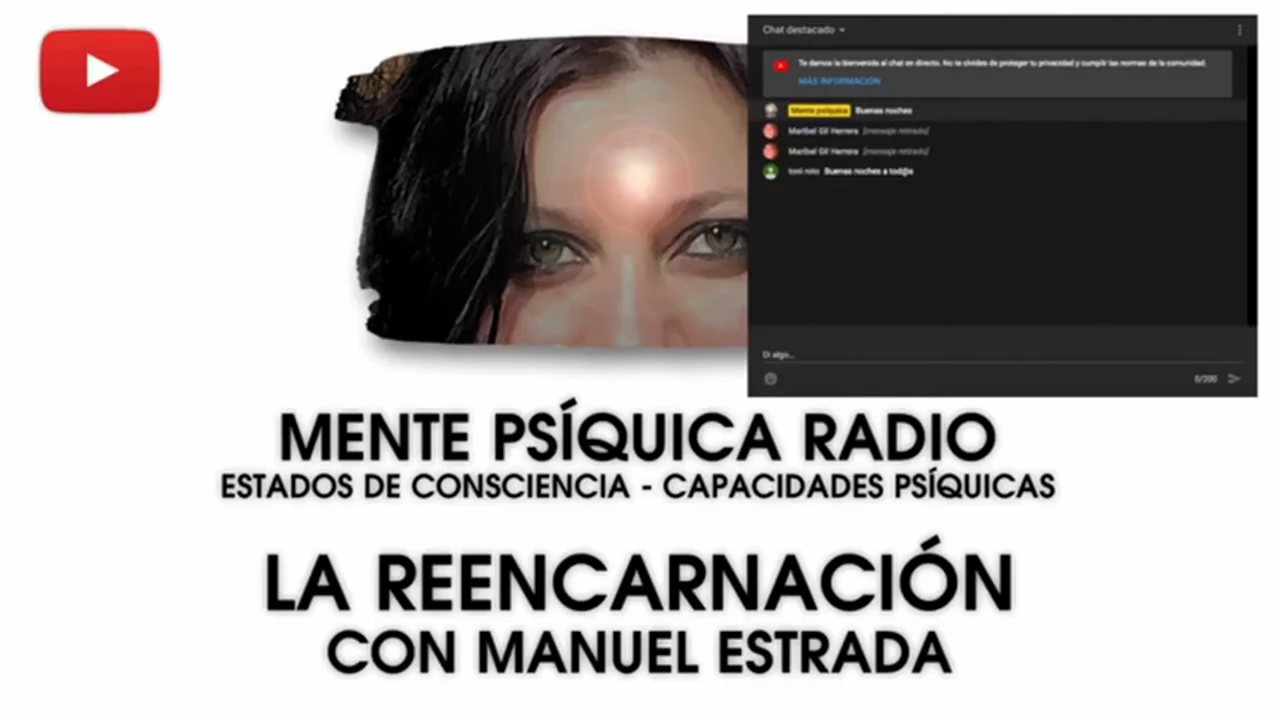 Chat destacado
Te damos la bienvenida al chat en directo. No te olvides de proteger tu privacidad y cumplir las normas de la comunidad.
MÁS INFORMACIÓN
Mente psíquica Buenas noches
Maribel Gil Herrera [mensaje retirado]
Maribel Gil Herrera [mensaje retirado]
toni roto Buenas noches a tod@s
Di algo...
0/200
MENTE PSÍQUICA RADIO
ESTADOS DE CONSCIENCIA - CAPACIDADES PSÍQUICAS
LA REENCARNACIÓN
CON MANUEL ESTRADA